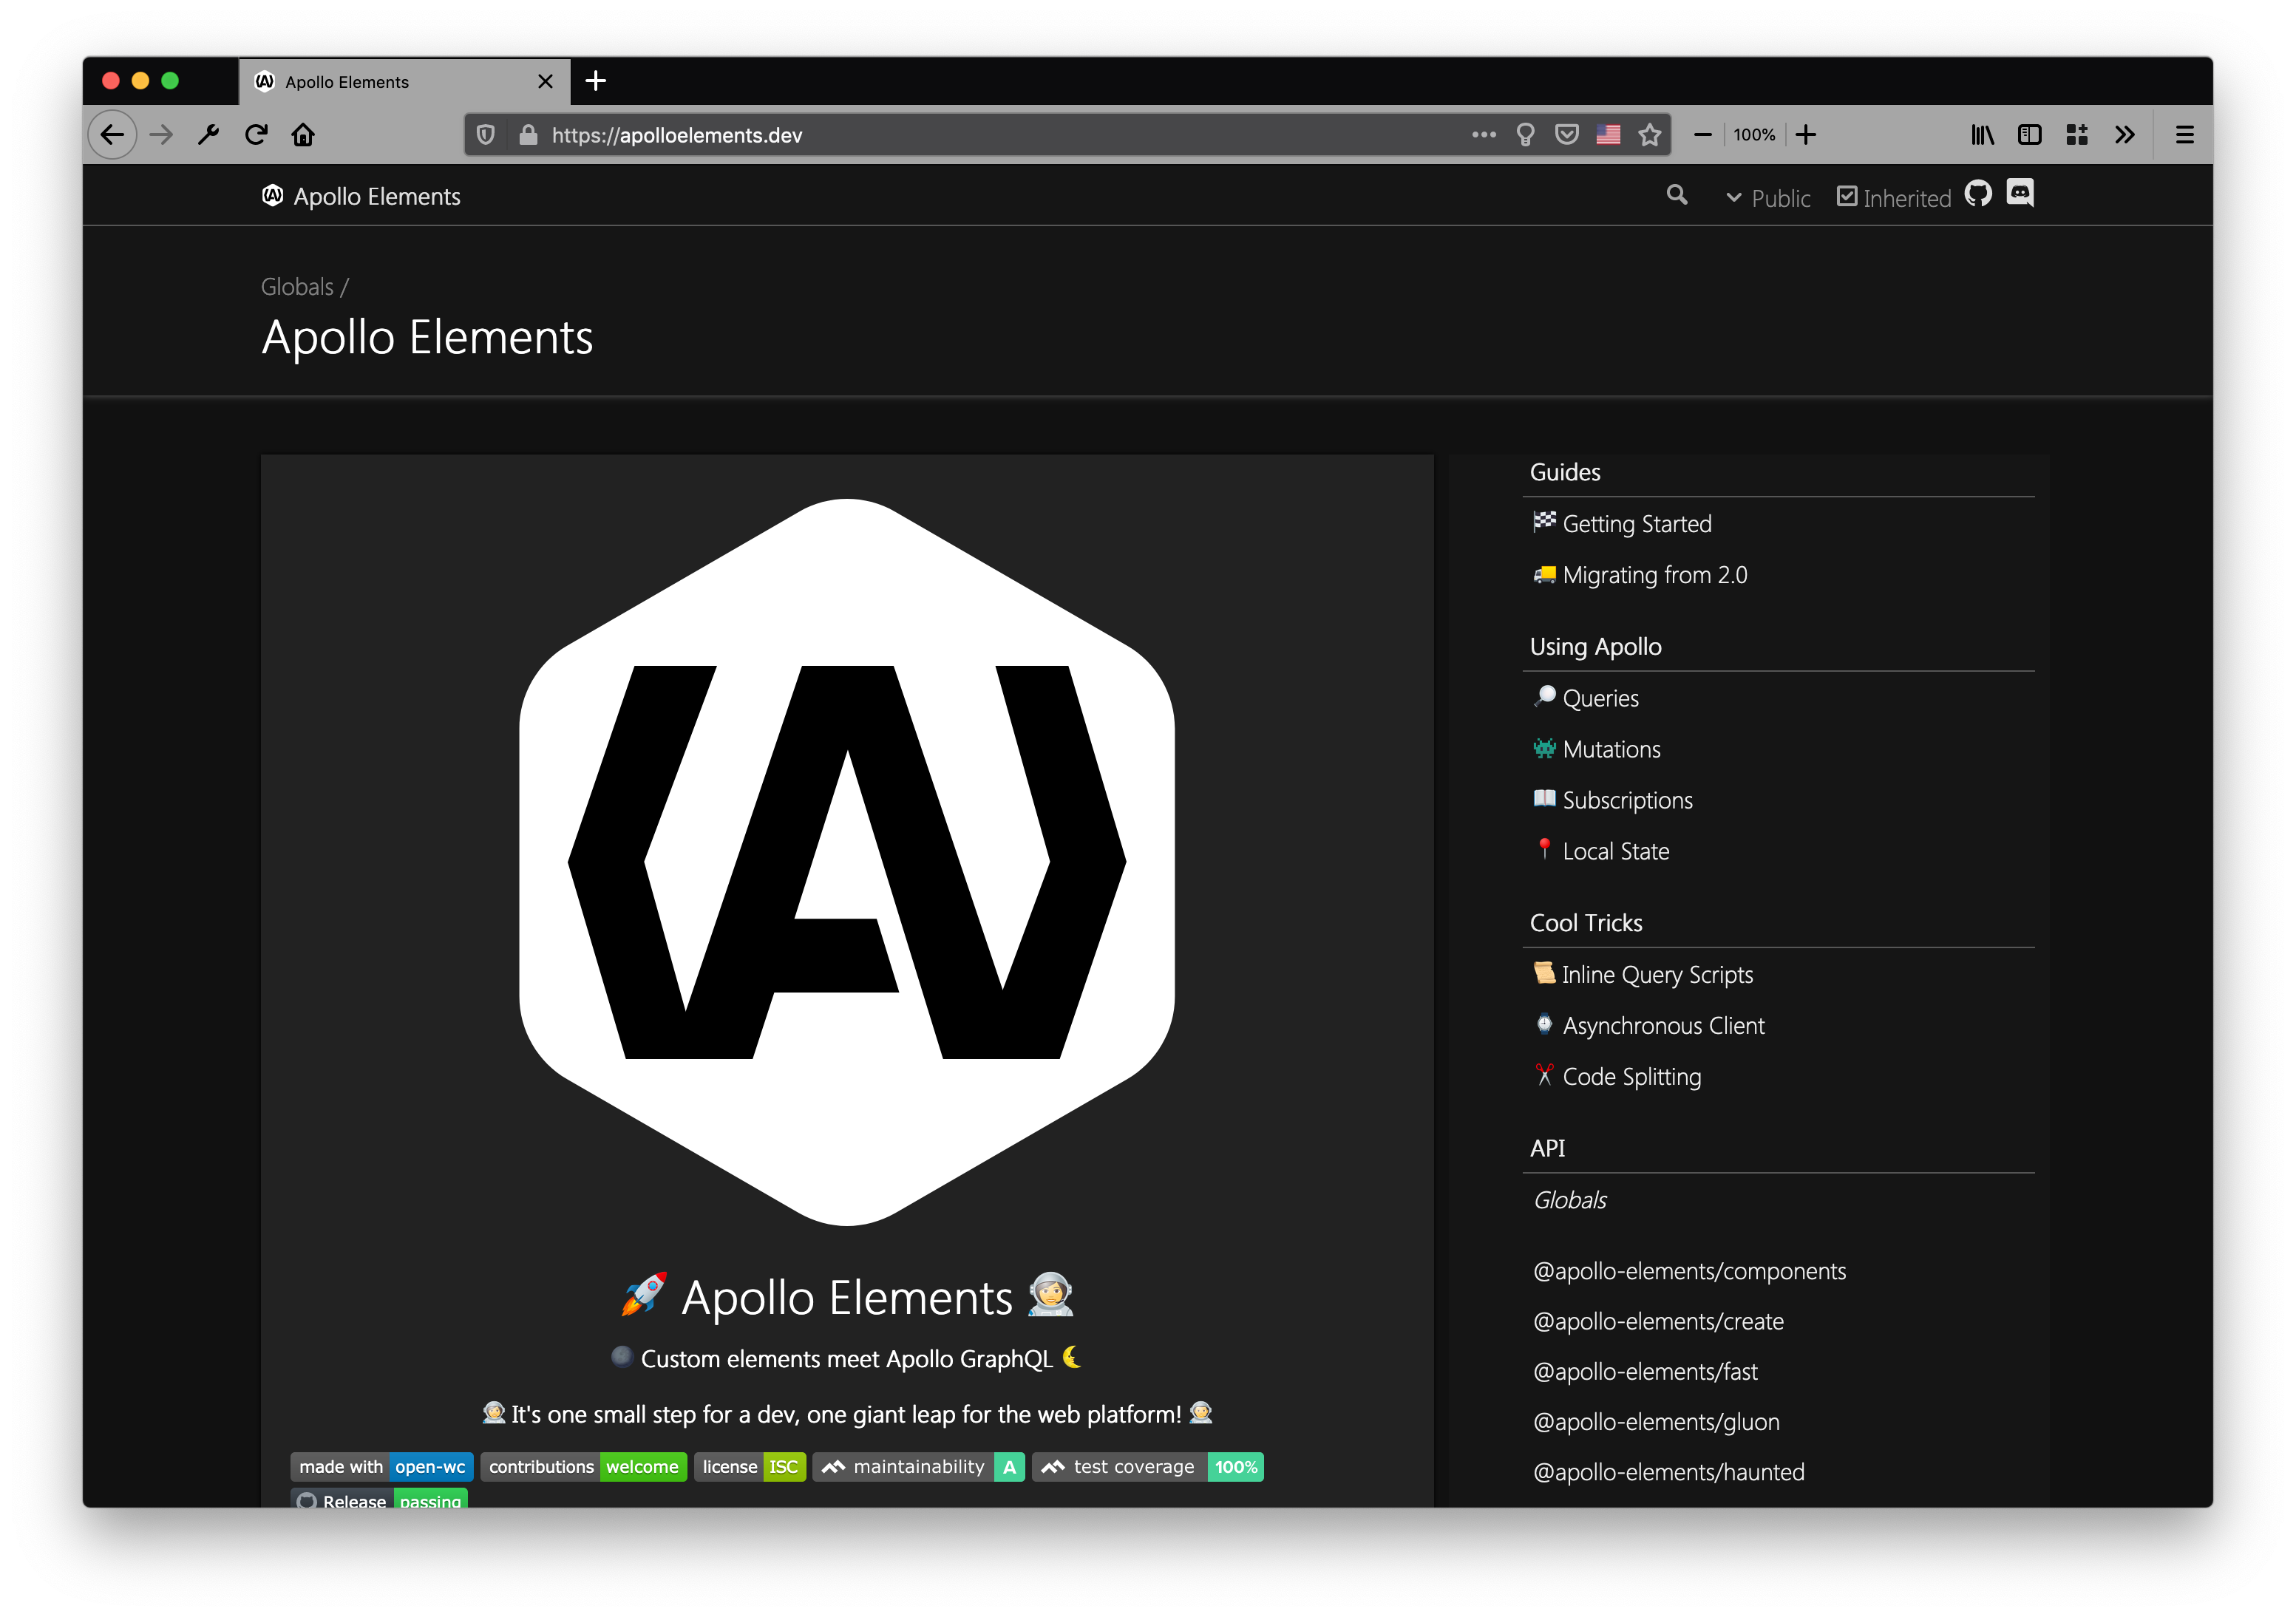 Apollo Elements
https://apolloelements.dev
100%
Apollo Elements
Public
Inherited
Globals /
Apollo Elements
Apollo Elements
Custom elements meet Apollo GraphQL
It's one small step for a dev, one giant leap for the web platform!
made with open-wc contributions welcome license ISC maintainability A test coverage 100%
Release passing
Guides
Getting Started
Migrating from 2.0
Using Apollo
Queries
Mutations
Subscriptions
Local State
Cool Tricks
Inline Query Scripts
Asynchronous Client
Code Splitting
API
Globals
@apollo-elements/components
@apollo-elements/create
@apollo-elements/fast
@apollo-elements/gluon
@apollo-elements/haunted